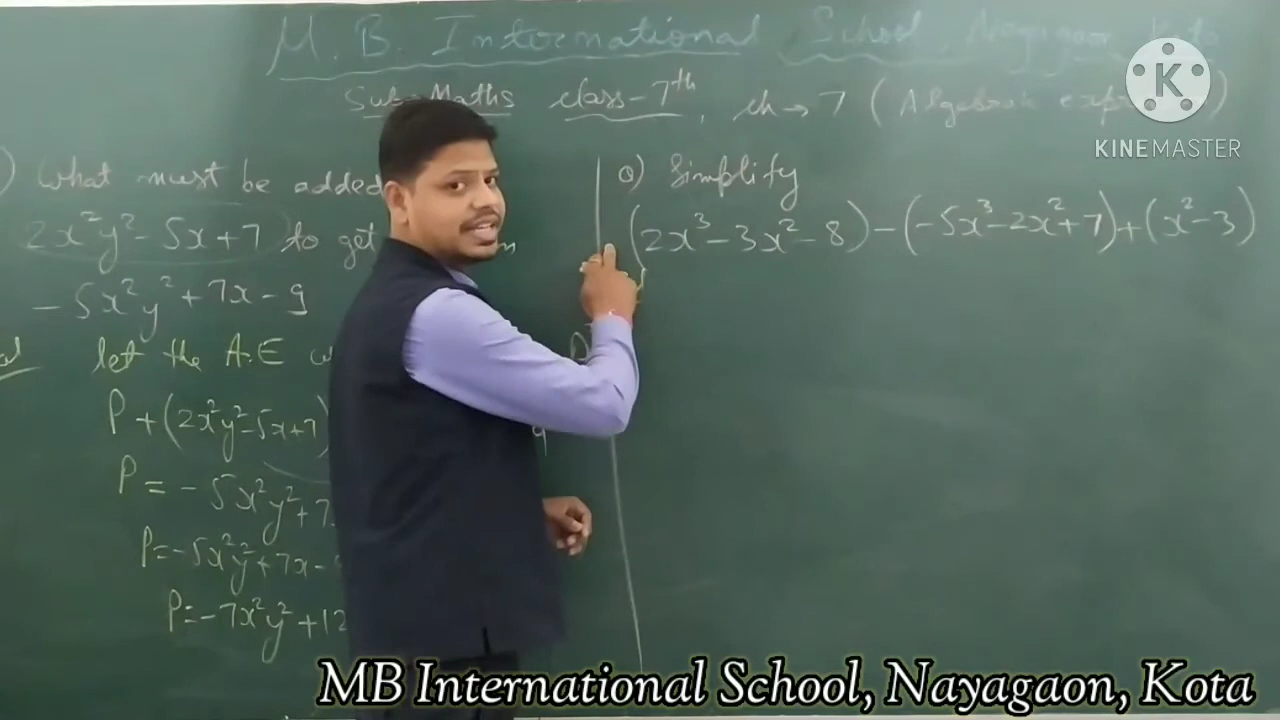 M. B. International School, Nayagaon, Kota
Sub-Maths class-7th, ch → 7 (Algebraic
K
KINEMASTER
) What must be added
2x²y² - 5x + 7 to get
- 5x²y² + 7x - 9
let the A.E
P + (2x²y² - 5x + 7)
P = - 5x²y² + 7
P = - 5x²y² + 7x -
P = - 7x²y² + 12
Q) Simplify
(2x³ - 3x² - 8) - (-5x³ - 2x² + 7) + (x² - 3)
MB International School, Nayagaon, Kota